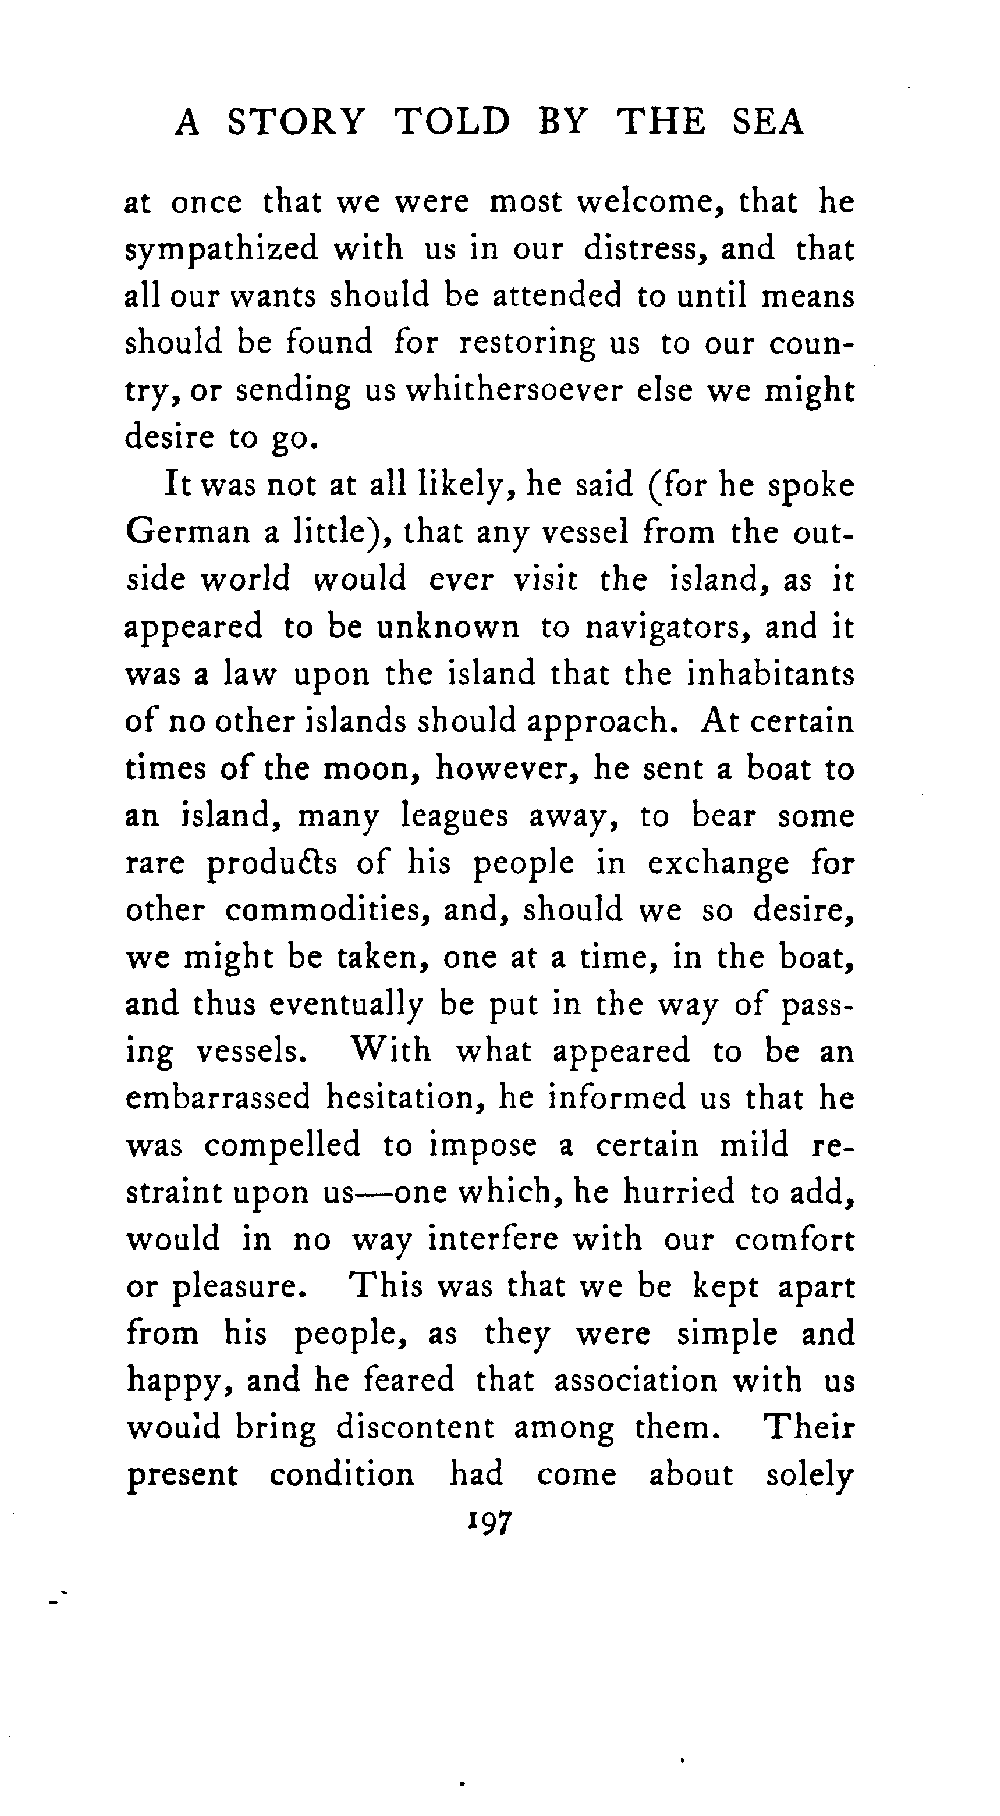 A STORY TOLD BY THE SEA
at once that we were most welcome, that he
sympathized with us in our distress, and that
all our wants should be attended to until means
should be found for restoring us to our coun-
try, or sending us whithersoever else we might
desire to go.
It was not at all likely, he said (for he spoke
German a little), that any vessel from the out-
side world would ever visit the island, as it
appeared to be unknown to navigators, and it
was a law upon the island that the inhabitants
of no other islands should approach. At certain
times of the moon, however, he sent a boat to
an island, many leagues away, to bear some
rare products of his people in exchange for
other commodities, and, should we so desire,
we might be taken, one at a time, in the boat,
and thus eventually be put in the way of pass-
ing vessels. With what appeared to be an
embarrassed hesitation, he informed us that he
was compelled to impose a certain mild re-
straint upon us—one which, he hurried to add,
would in no way interfere with our comfort
or pleasure. This was that we be kept apart
from his people, as they were simple and
happy, and he feared that association with us
would bring discontent among them. Their
present condition had come about solely
197